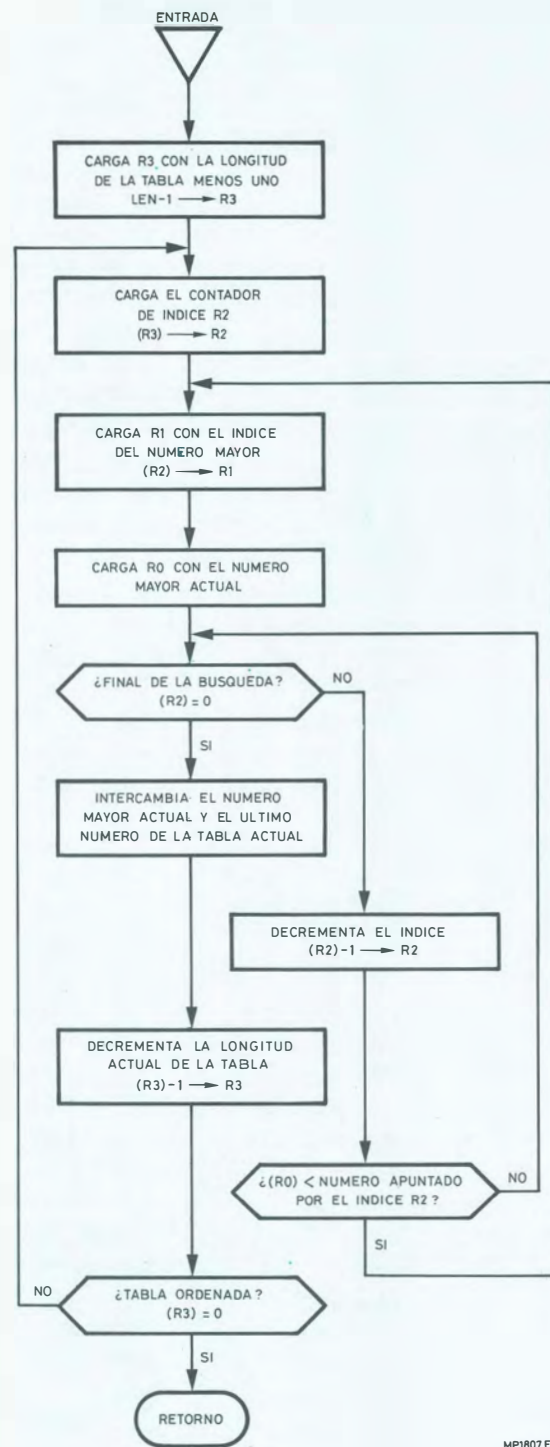 ENTRADA
CARGA R3 CON LA LONGITUD
DE LA TABLA MENOS UNO
LEN-1 → R3
CARGA EL CONTADOR
DE INDICE R2
(R3) → R2
CARGA R1 CON EL INDICE
DEL NUMERO MAYOR
(R2) → R1
CARGA R0 CON EL NUMERO
MAYOR ACTUAL
¿FINAL DE LA BUSQUEDA?
(R2) = 0
NO
SI
INTERCAMBIA EL NUMERO
MAYOR ACTUAL Y EL ULTIMO
NUMERO DE LA TABLA ACTUAL
DECREMENTA EL INDICE
(R2)-1 → R2
DECREMENTA LA LONGITUD
ACTUAL DE LA TABLA
(R3)-1 → R3
¿(R0) < NUMERO APUNTADO
POR EL INDICE R2?
NO
SI
¿TABLA ORDENADA?
(R3) = 0
NO
SI
RETORNO